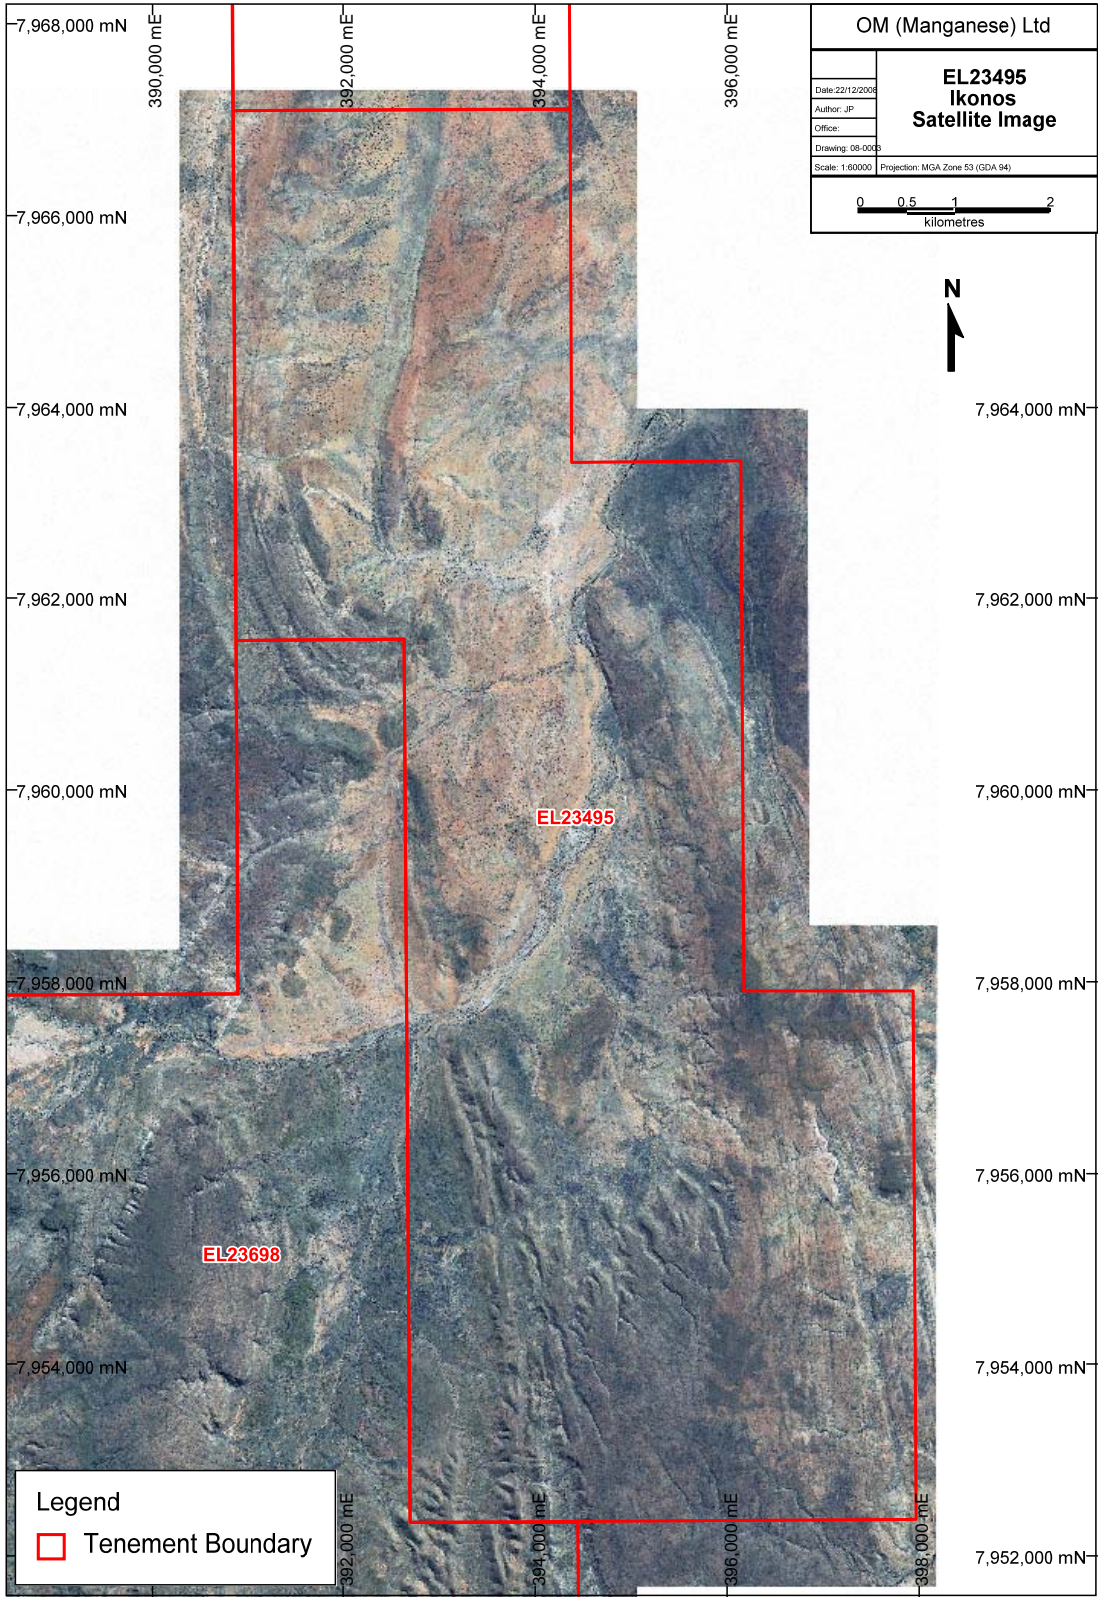 OM (Manganese) Ltd
EL23495
Ikonos
Satellite Image
Date:22/12/2008
Author: JP
Office:
Drawing: 08-0003
Scale: 1:60000
Projection: MGA Zone 53 (GDA 94)
0 0.5 1 2
kilometres
N
390,000 mE
392,000 mE
394,000 mE
396,000 mE
7,968,000 mN
7,966,000 mN
7,964,000 mN
7,964,000 mN
7,962,000 mN
7,962,000 mN
7,960,000 mN
7,960,000 mN
EL23495
7,958,000 mN
7,958,000 mN
7,956,000 mN
7,956,000 mN
EL23698
7,954,000 mN
7,954,000 mN
7,952,000 mN
392,000 mE
394,000 mE
396,000 mE
398,000 mE
Legend
Tenement Boundary